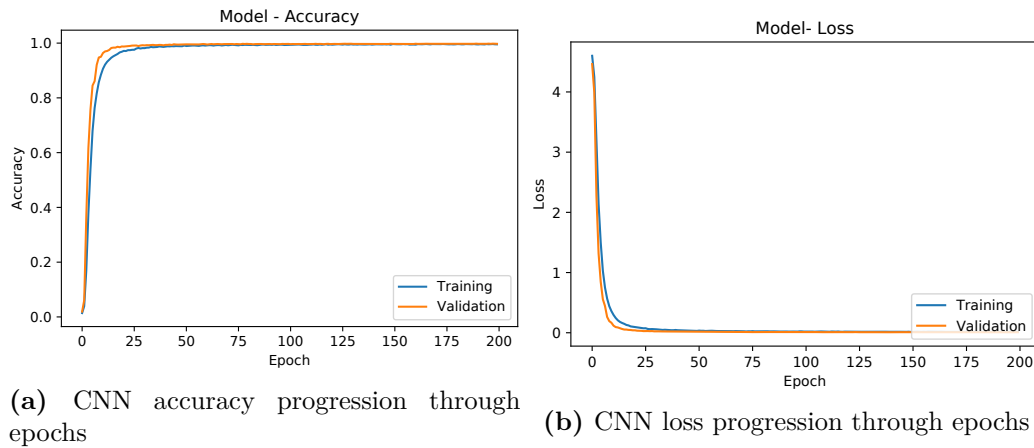 Model - Accuracy
1.0
0.8
0.6
0.4
0.2
0.0
Accuracy
0 25 50 75 100 125 150 175 200
Epoch
Training
Validation
(a) CNN accuracy progression through
epochs
Model- Loss
4
3
2
1
0
Loss
0 25 50 75 100 125 150 175 200
Epoch
Training
Validation
(b) CNN loss progression through epochs